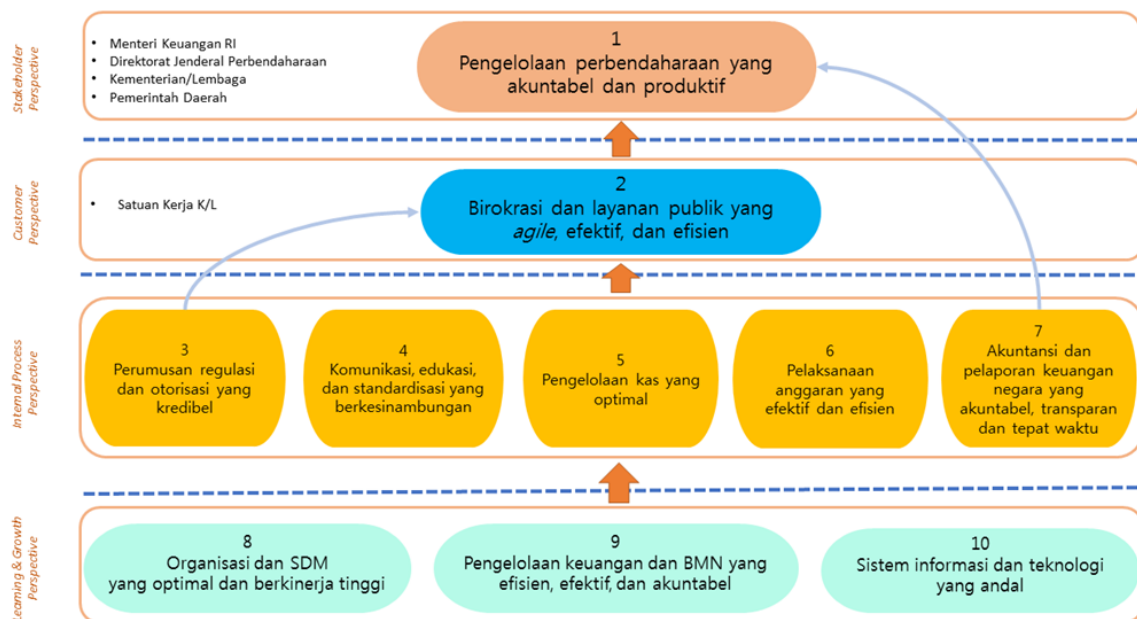 Stakeholder
Perspective
• Menteri Keuangan RI
• Direktorat Jenderal Perbendaharaan
• Kementerian/Lembaga
• Pemerintah Daerah
1
Pengelolaan perbendaharaan yang
akuntabel dan produktif
Customer
Perspective
• Satuan Kerja K/L
2
Birokrasi dan layanan publik yang
agile, efektif, dan efisien
Internal Process
Perspective
3
Perumusan regulasi
dan otorisasi yang
kredibel
4
Komunikasi, edukasi,
dan standardisasi yang
berkesinambungan
5
Pengelolaan kas yang
optimal
6
Pelaksanaan
anggaran yang
efektif dan efisien
7
Akuntansi dan
pelaporan keuangan
negara yang
akuntabel, transparan
dan tepat waktu
Learning & Growth
Perspective
8
Organisasi dan SDM
yang optimal dan berkinerja tinggi
9
Pengelolaan keuangan dan BMN yang
efisien, efektif, dan akuntabel
10
Sistem informasi dan teknologi
yang andal